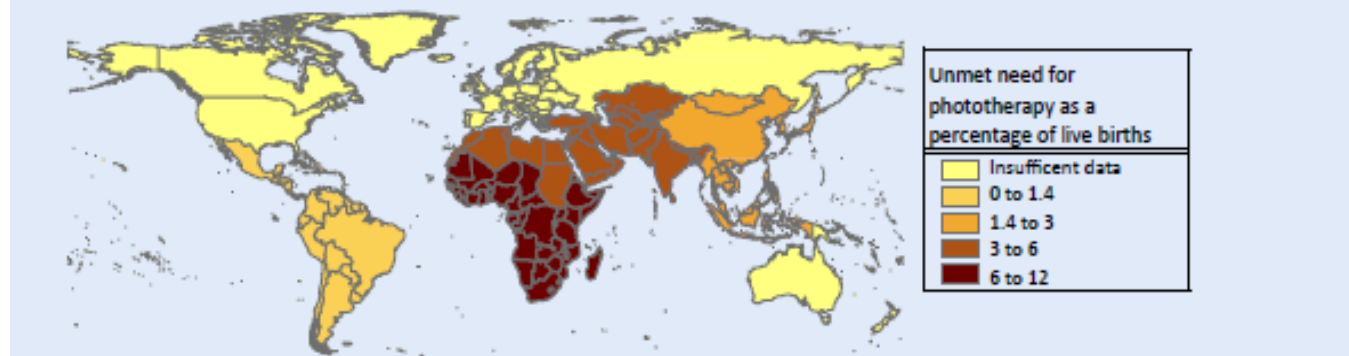 Unmet need for
phototherapy as a
percentage of live births
Insufficent data
0 to 1.4
1.4 to 3
3 to 6
6 to 12